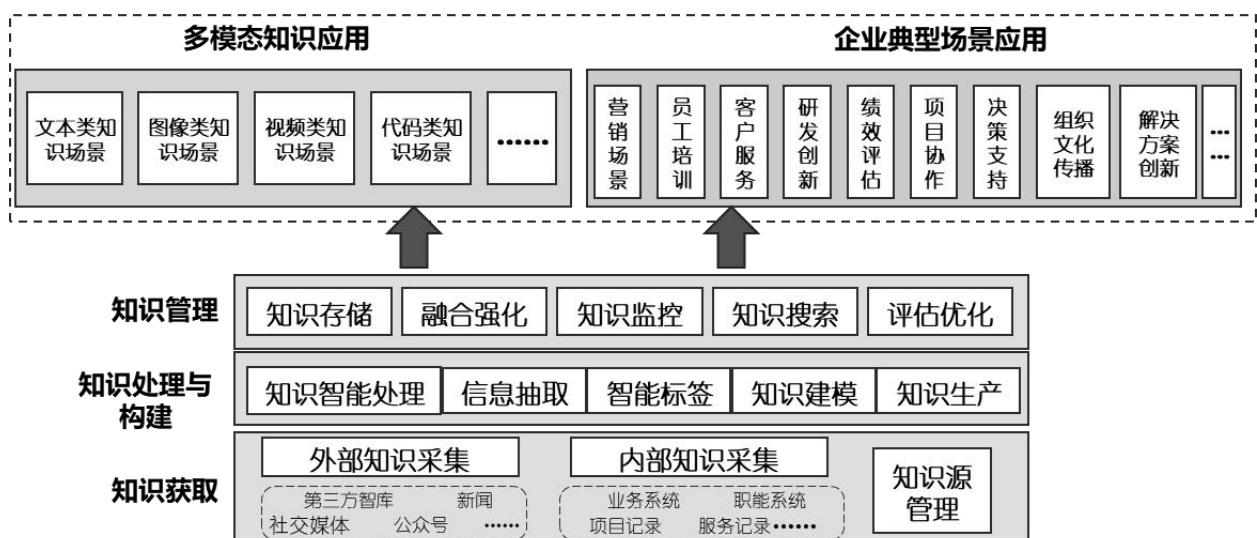 多模态知识应用
企业典型场景应用
文本类知
识场景
图像类知
识场景
视频类知
识场景
代码类知
识场景
······
营销场景
员工培训
客户服务
研发创新
绩效评估
项目协作
决策支持
组织
文化
传播
解决
方案
创新
···
···
知识管理
知识存储
融合强化
知识监控
知识搜索
评估优化
知识处理与
构建
知识智能处理
信息抽取
智能标签
知识建模
知识生产
知识获取
外部知识采集
第三方智库 新闻
社交媒体 公众号 ······
内部知识采集
业务系统 职能系统
项目记录 服务记录······
知识源
管理